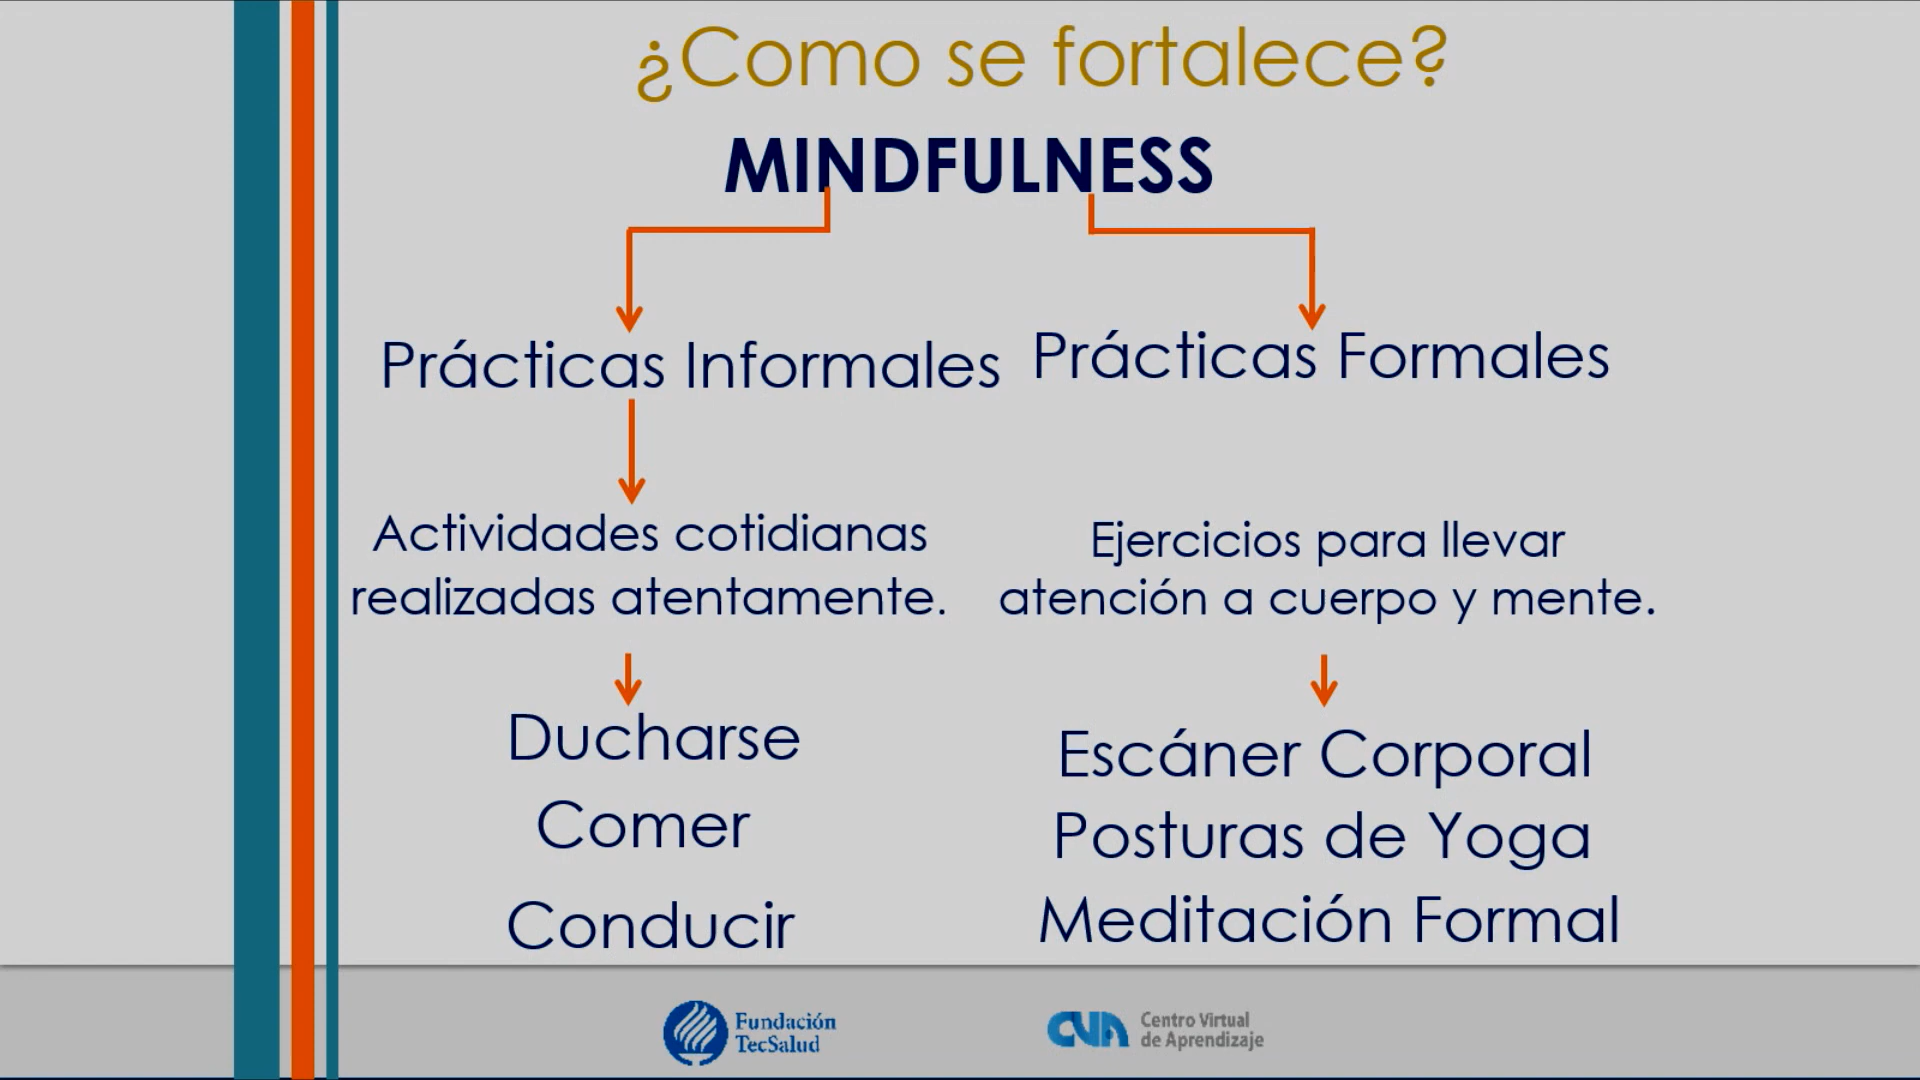 ¿Como se fortalece?
MINDFULNESS
Prácticas Informales
Prácticas Formales
Actividades cotidianas
realizadas atentamente.
Ejercicios para llevar
atención a cuerpo y mente.
Ducharse
Comer
Conducir
Escáner Corporal
Posturas de Yoga
Meditación Formal
Fundación
TecSalud
CVA
Centro Virtual
de Aprendizaje